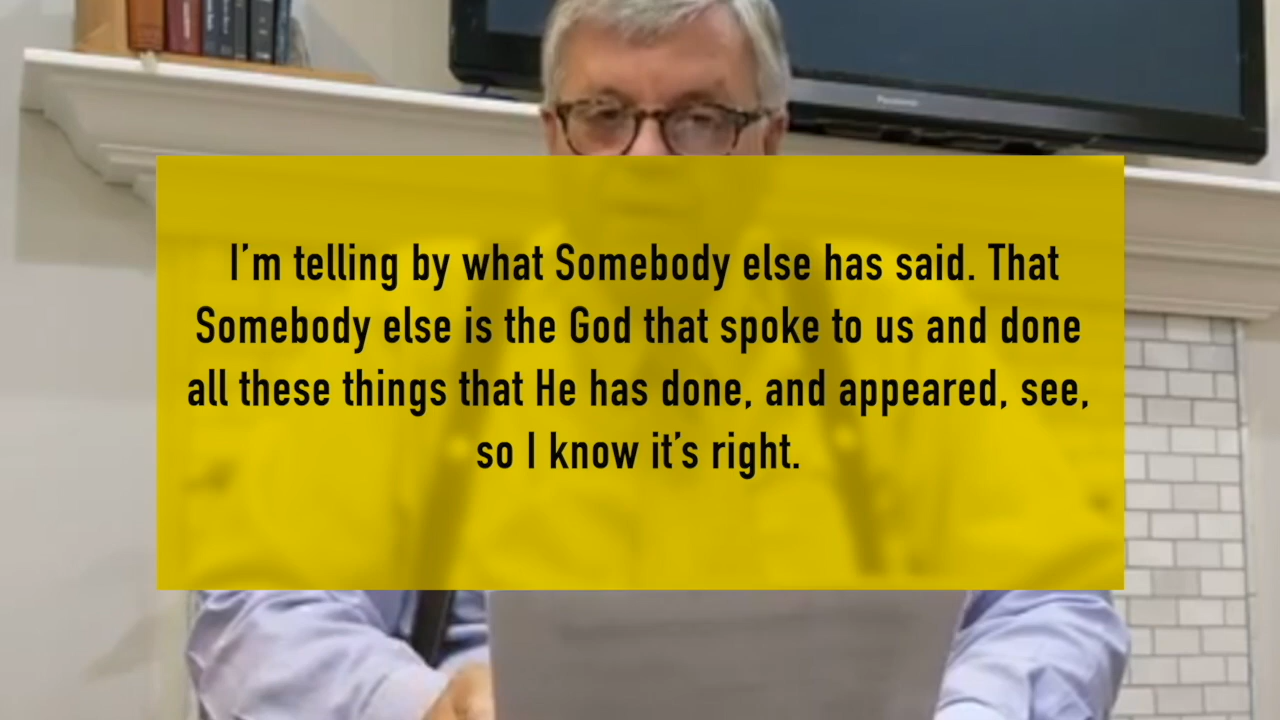 Panasonic
I'm telling by what Somebody else has said. That
Somebody else is the God that spoke to us and done
all these things that He has done, and appeared, see,
so I know it's right.